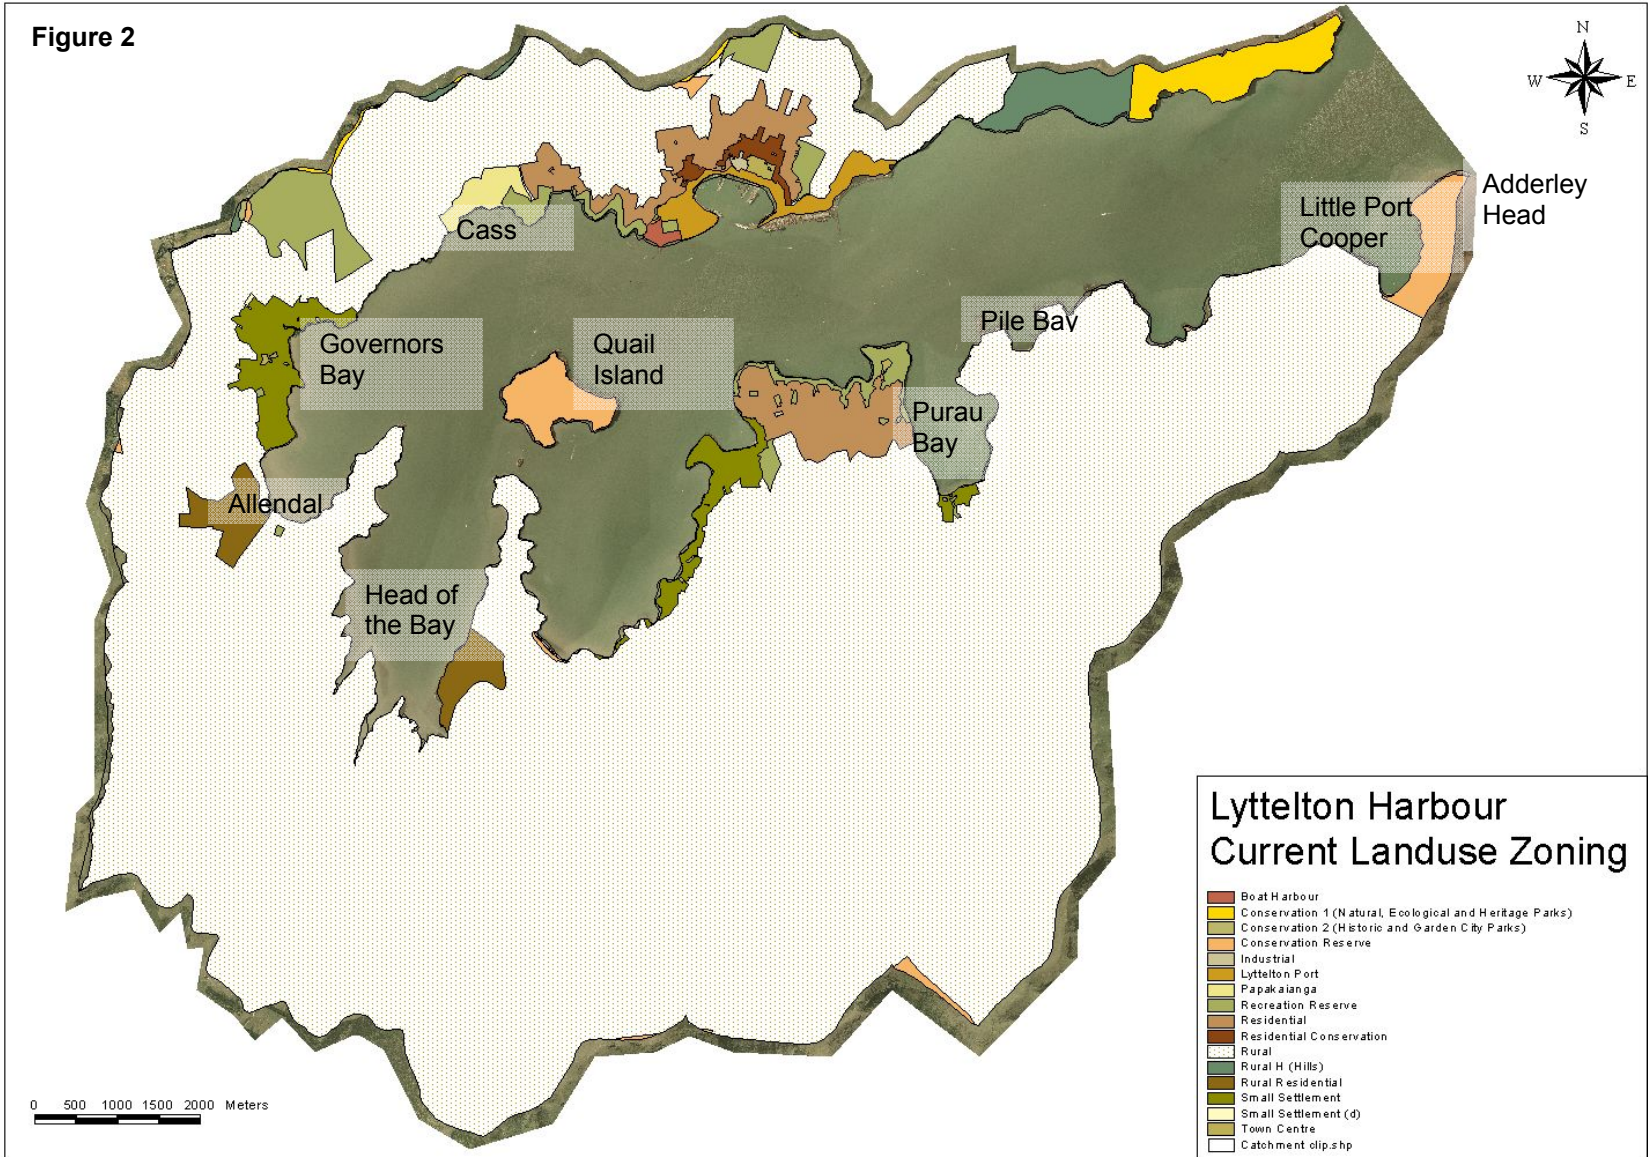 Figure 2
N
W E
S
Adderley
Head
Little Port
Cooper
Cass
Pile Bay
Governors
Bay
Quail
Island
Purau
Bay
Allendal
Head of
the Bay
Lyttelton Harbour
Current Landuse Zoning
Boat Harbour
Conservation 1 (Natural, Ecological and Heritage Parks)
Conservation 2 (Historic and Garden City Parks)
Conservation Reserve
Industrial
Lyttelton Port
Papakaianga
Recreation Reserve
Residential
Residential Conservation
Rural
Rural H (Hills)
Rural Residential
Small Settlement
Small Settlement (d)
Town Centre
Catchment clip.shp
0 500 1000 1500 2000 Meters